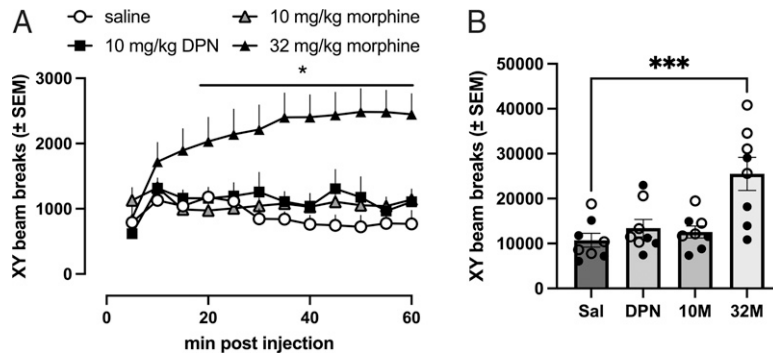 A
saline
10 mg/kg morphine
10 mg/kg DPN
32 mg/kg morphine
XY beam breaks (± SEM)
3000
2000
1000
0
*
0
20
40
60
min post injection
B
XY beam breaks (± SEM)
50000
40000
30000
20000
10000
0
***
Sal
DPN
10M
32M